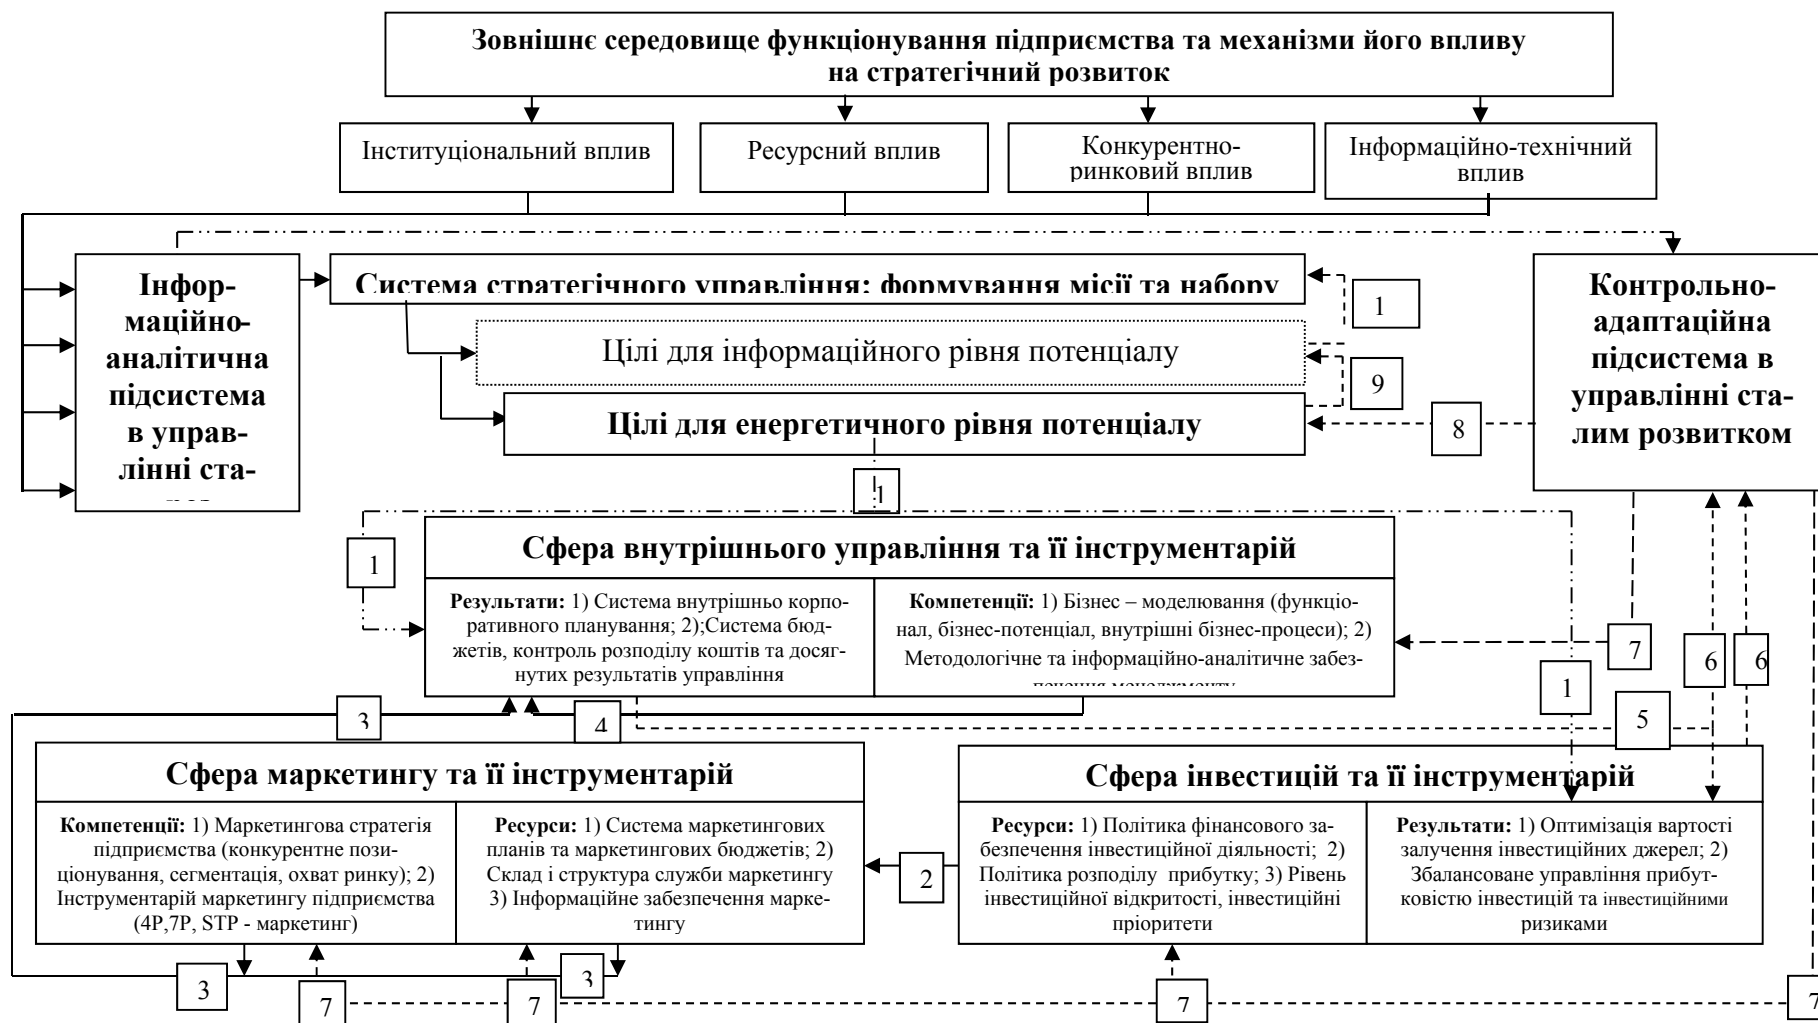 Зовнішнє середовище функціонування підприємства та механізми його впливу
на стратегічний розвиток
Інституціональний вплив
Ресурсний вплив
Конкурентно-
ринковий вплив
Інформаційно-технічний
вплив
Інфор-
маційно-
аналітична
підсистема
в управ-
лінні ста-
Система стратегічного управління: формування місії та набору
1
Цілі для інформаційного рівня потенціалу
9
Цілі для енергетичного рівня потенціалу
8
Контрольно-
адаптаційна
підсистема в
управлінні ста-
лим розвитком
1
1
Сфера внутрішнього управління та її інструментарій
Результати: 1) Система внутрішньо корпо-
ративного планування; 2);Система бюд-
жетів, контроль розподілу коштів та досяг-
нутих результатів управління
Компетенції: 1) Бізнес – моделювання (функціо-
нал, бізнес-потенціал, внутрішні бізнес-процеси); 2)
Методологічне та інформаційно-аналітичне забез-
печення менеджменту
7
6
6
1
3
4
5
Сфера маркетингу та її інструментарій
Компетенції: 1) Маркетингова стратегія
підприємства (конкурентне пози-
ціонування, сегментація, охват ринку); 2)
Інструментарій маркетингу підприємства
(4P,7P, STP - маркетинг)
Ресурси: 1) Система маркетингових
планів та маркетингових бюджетів; 2)
Склад і структура служби маркетингу
3) Інформаційне забезпечення марке-
тингу
2
Сфера інвестицій та її інструментарій
Ресурси: 1) Політика фінансового за-
безпечення інвестиційної діяльності; 2)
Політика розподілу прибутку; 3) Рівень
інвестиційної відкритості, інвестиційні
пріоритети
Результати: 1) Оптимізація вартості
залучення інвестиційних джерел; 2)
Збалансоване управління прибут-
ковістю інвестицій та інвестиційними
ризиками
3
7
7
3
7
7